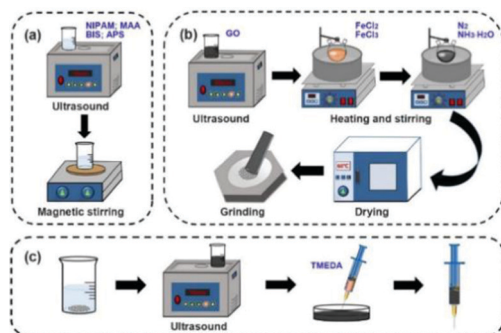 (a)
NIPAM; MAA
BIS; APS
Ultrasound
Magnetic stirring
(b)
GO
FeCl₂
FeCl₃
N₂
NH₃·H₂O
Ultrasound
Heating and stirring
Grinding
Drying
(c)
Ultrasound
TMEDA